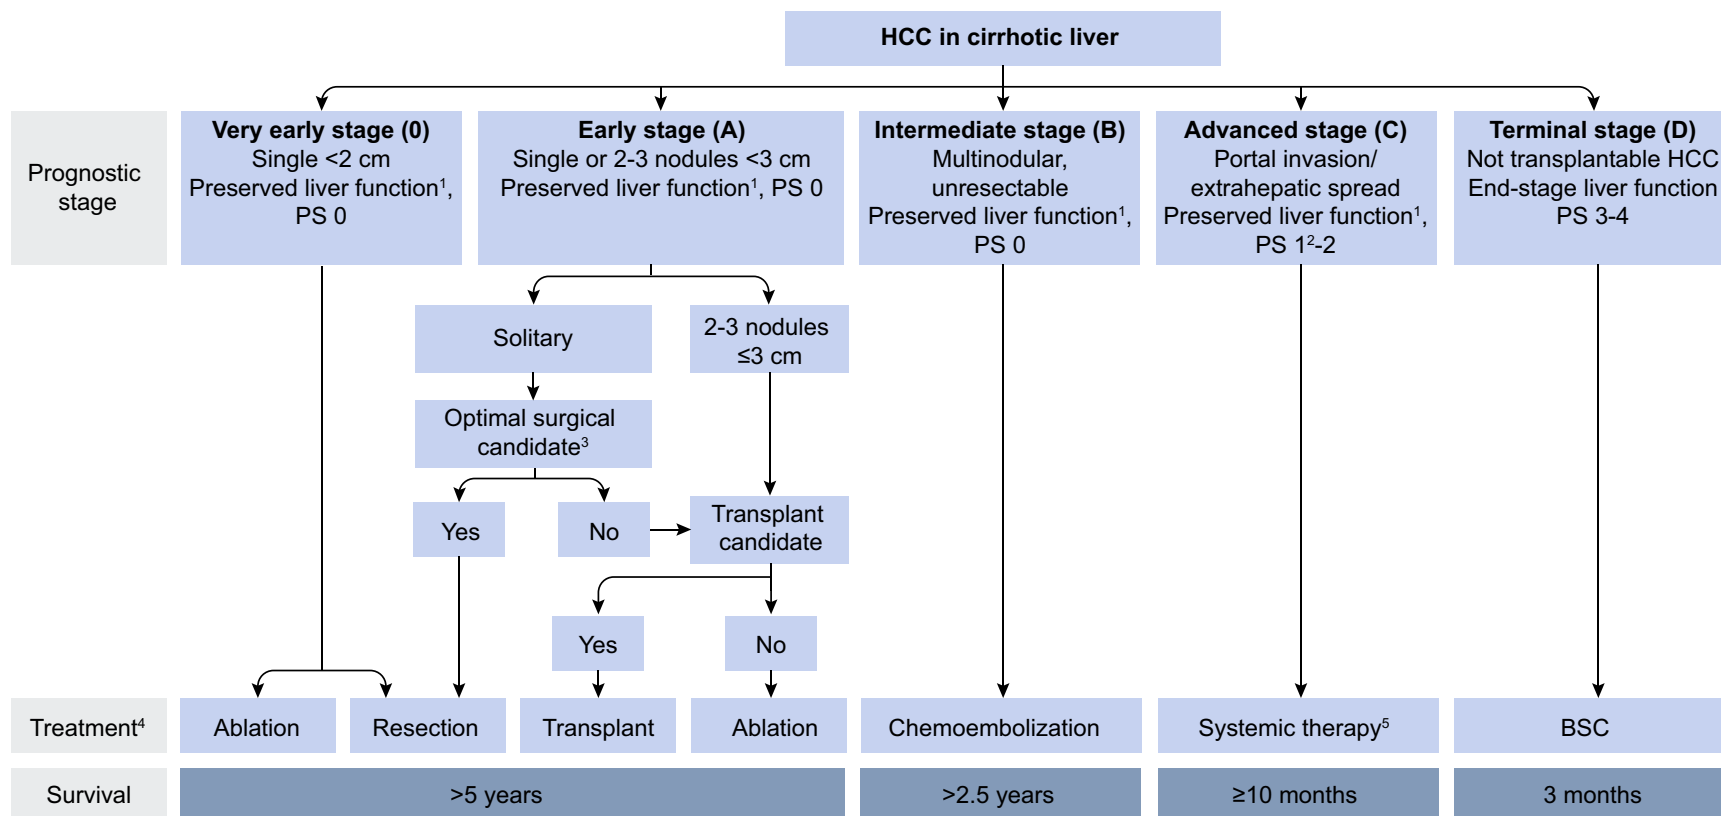 HCC in cirrhotic liver
Prognostic
stage
Very early stage (0)
Single <2 cm
Preserved liver function¹,
PS 0
Early stage (A)
Single or 2-3 nodules <3 cm
Preserved liver function¹, PS 0
Intermediate stage (B)
Multinodular,
unresectable
Preserved liver function¹,
PS 0
Advanced stage (C)
Portal invasion/
extrahepatic spread
Preserved liver function¹,
PS 1²-2
Terminal stage (D)
Not transplantable HCC
End-stage liver function
PS 3-4
Solitary
2-3 nodules
≤3 cm
Optimal surgical
candidate³
Yes
No
Transplant
candidate
Yes
No
Treatment⁴
Ablation
Resection
Transplant
Ablation
Chemoembolization
Systemic therapy⁵
BSC
Survival
>5 years
>2.5 years
≥10 months
3 months